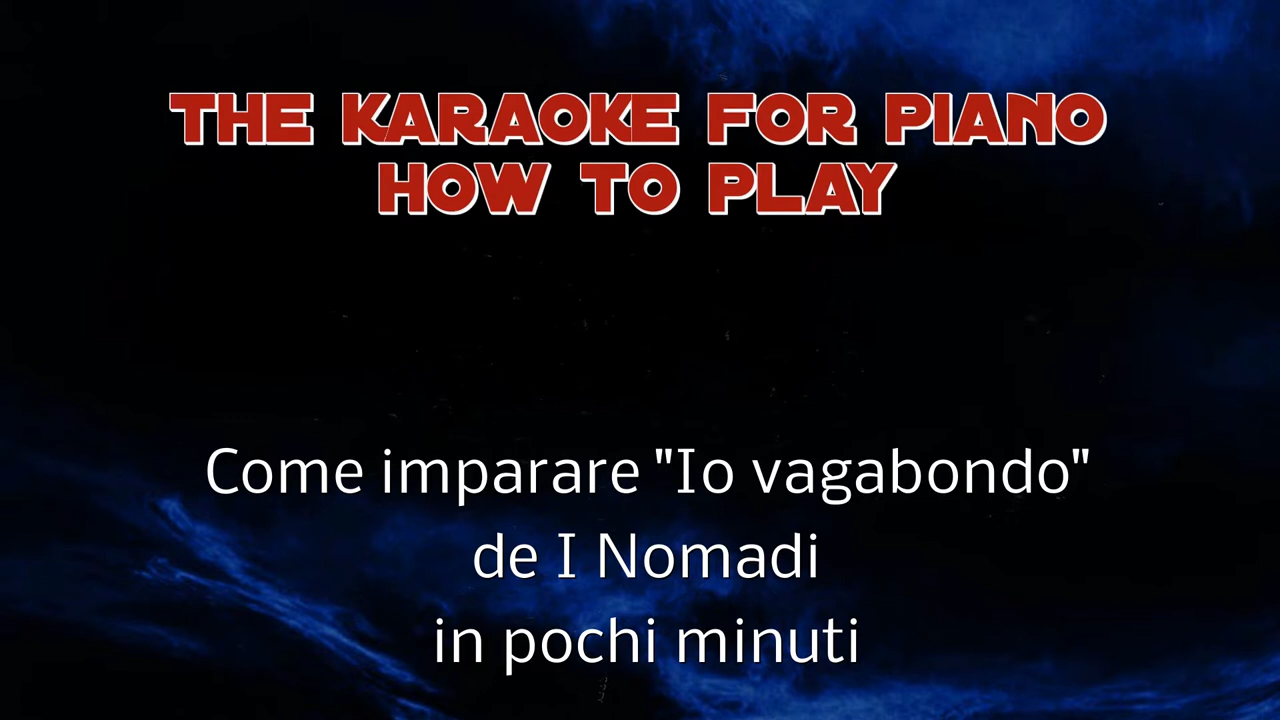 THE KARAOKE FOR PIANO
HOW TO PLAY
Come imparare "Io vagabondo"
de I Nomadi
in pochi minuti